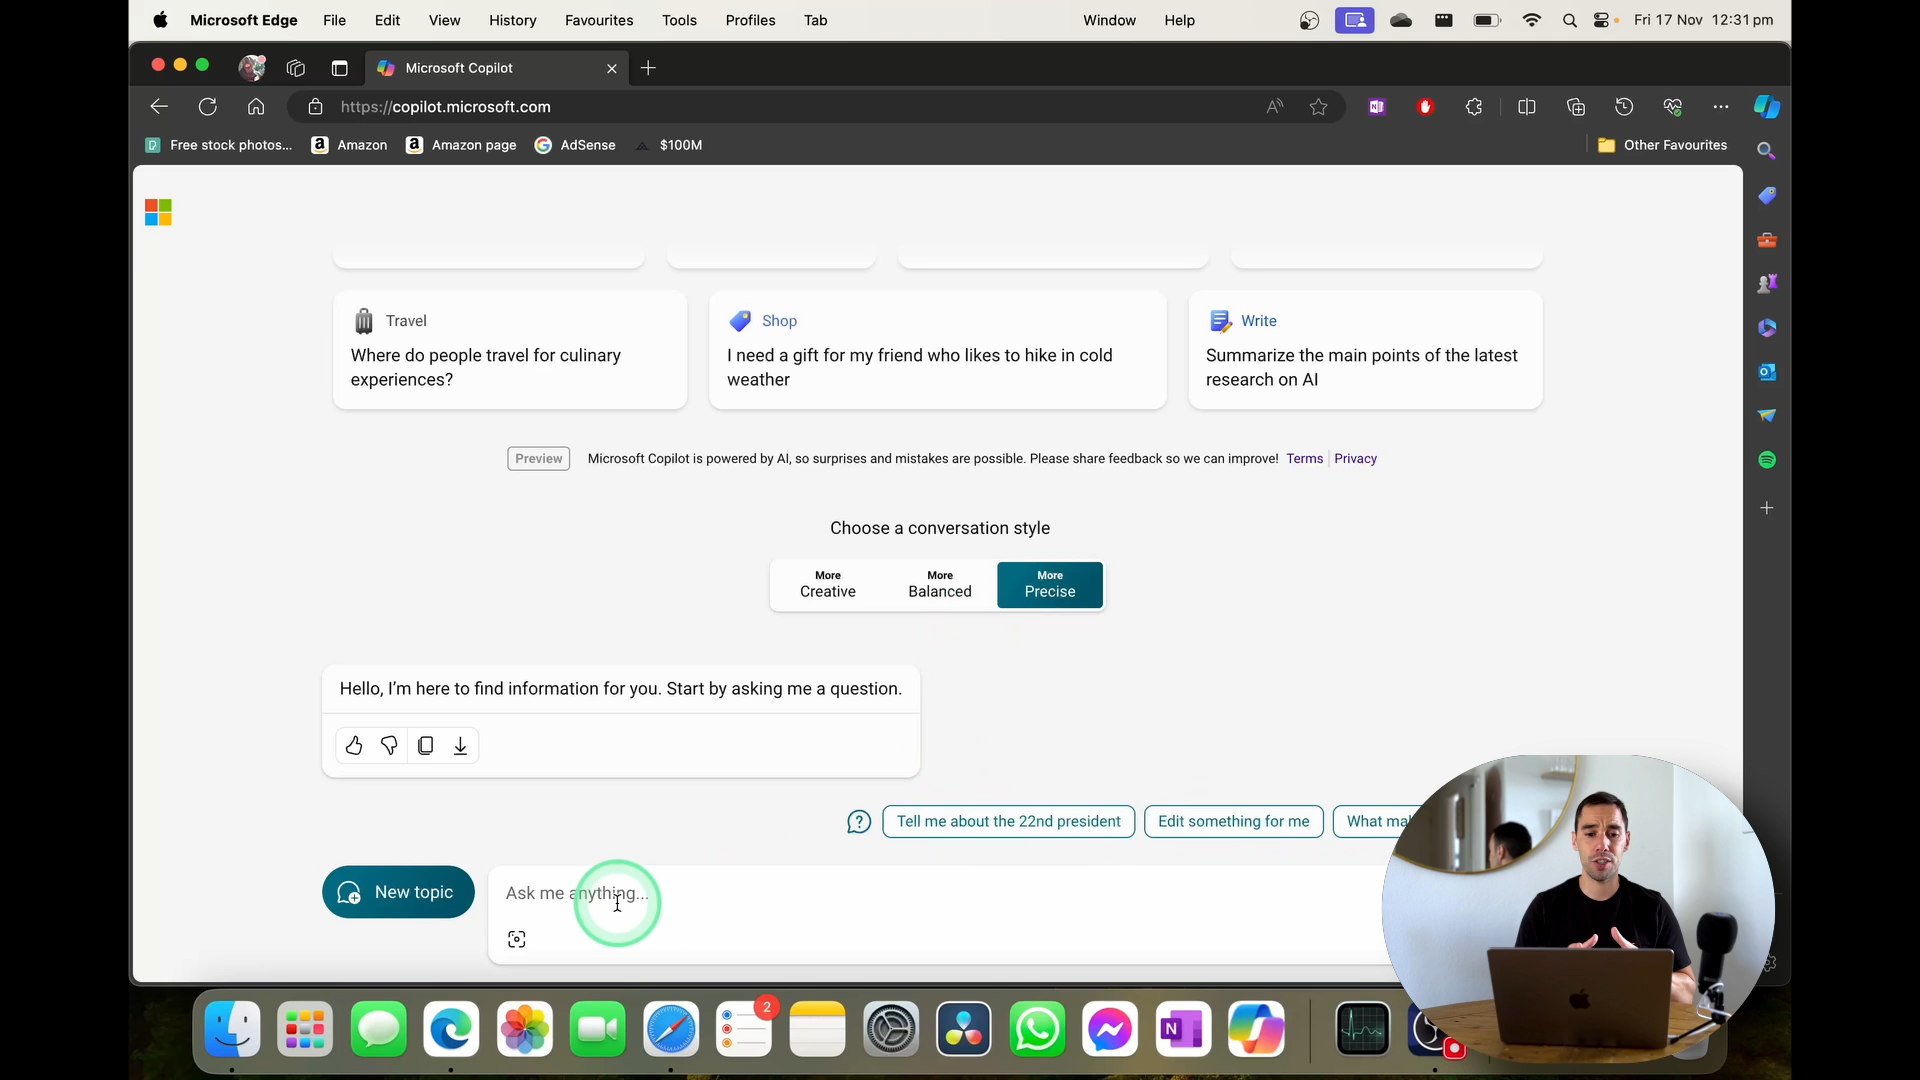 Microsoft Edge File Edit View History Favourites Tools Profiles Tab Window Help Fri 17 Nov 12:31 pm
Microsoft Copilot
https://copilot.microsoft.com
Free stock photos... Amazon Amazon page AdSense $100M Other Favourites
Travel
Where do people travel for culinary
experiences?
Shop
I need a gift for my friend who likes to hike in cold
weather
Write
Summarize the main points of the latest
research on AI
Preview Microsoft Copilot is powered by AI, so surprises and mistakes are possible. Please share feedback so we can improve! Terms Privacy
Choose a conversation style
More
Creative
More
Balanced
More
Precise
Hello, I'm here to find information for you. Start by asking me a question.
Tell me about the 22nd president Edit something for me What
New topic Ask me anything...
2